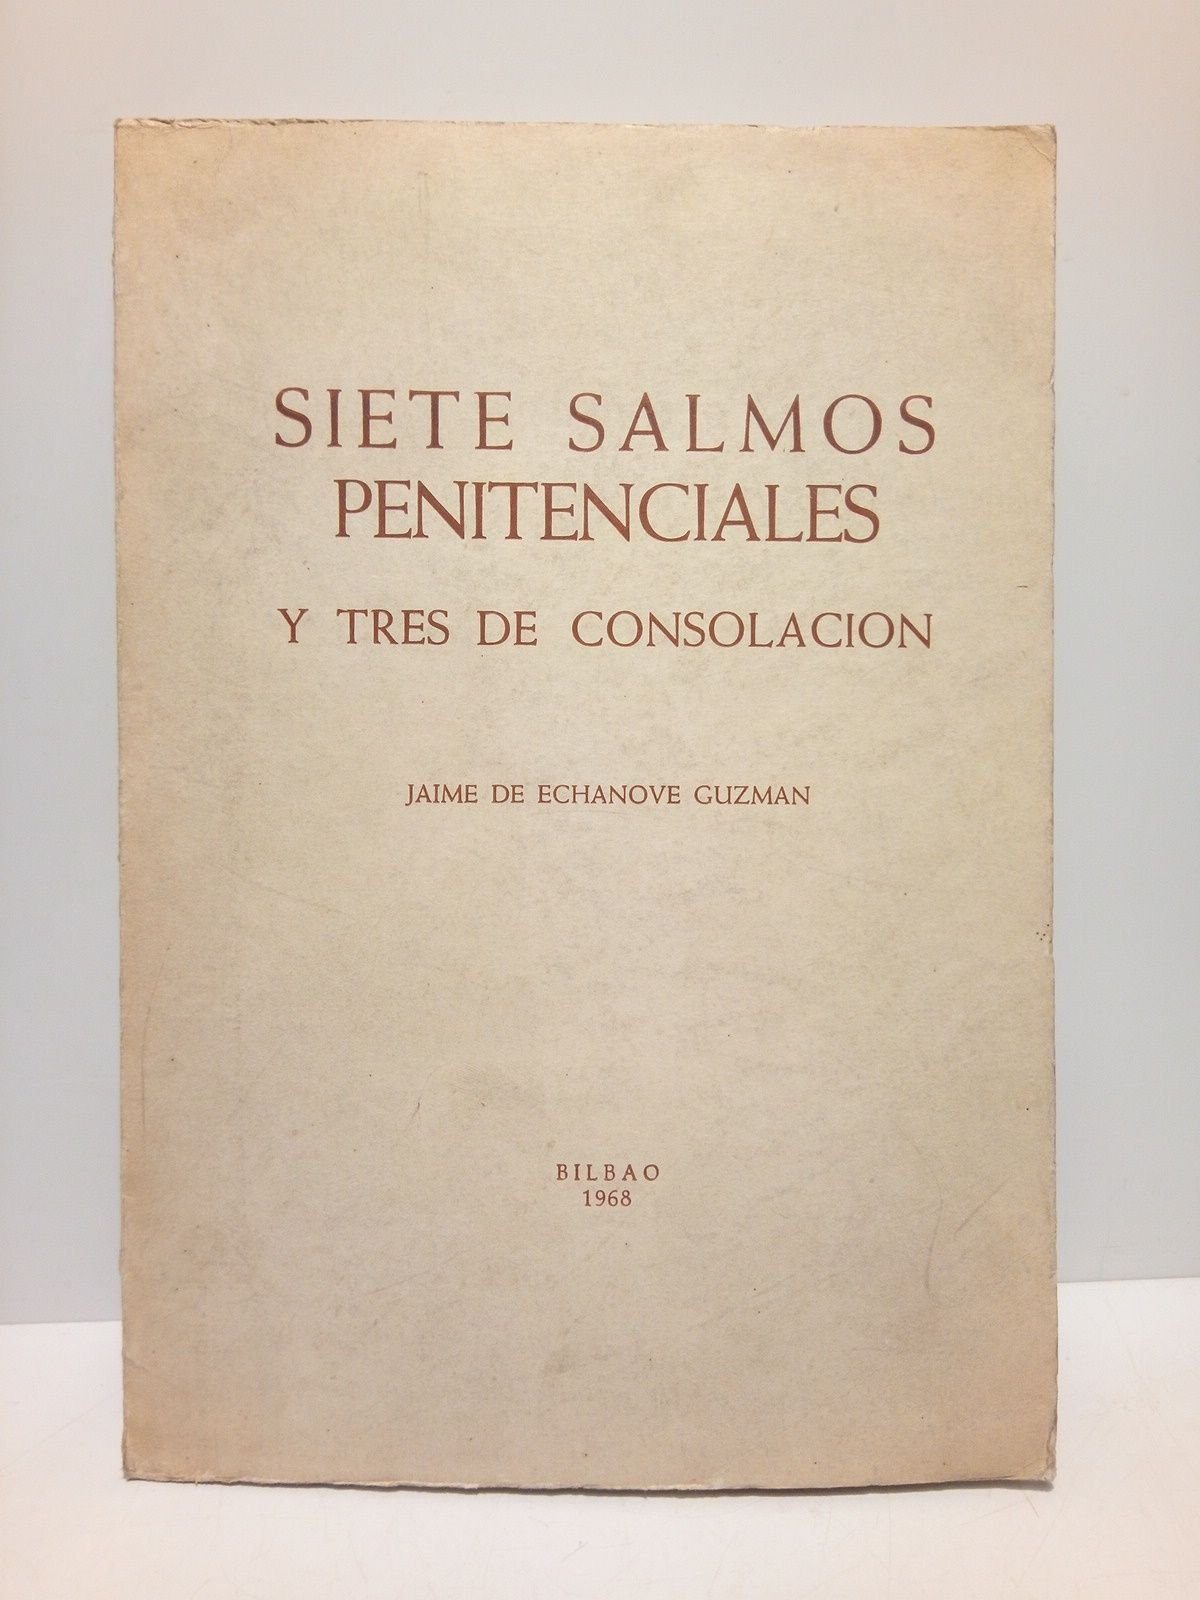 SIETE SALMOS
PENITENCIALES
Y TRES DE CONSOLACION
JAIME DE ECHANOVE GUZMAN
BILBAO
1968